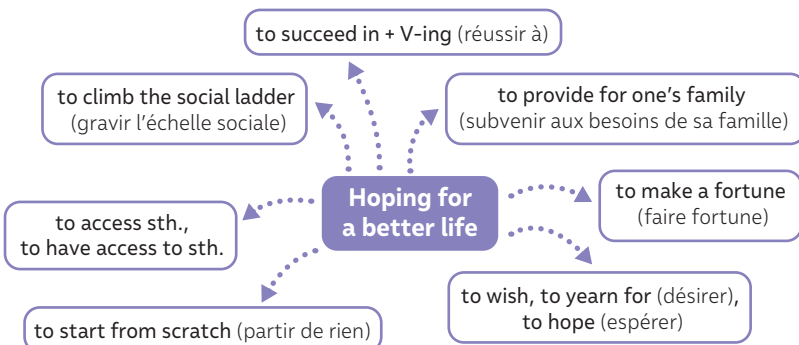 to succeed in + V-ing (réussir à)
to climb the social ladder
(gravir l’échelle sociale)
to provide for one’s family
(subvenir aux besoins de sa famille)
Hoping for
a better life
to make a fortune
(faire fortune)
to access sth.,
to have access to sth.
to wish, to yearn for (désirer),
to hope (espérer)
to start from scratch (partir de rien)